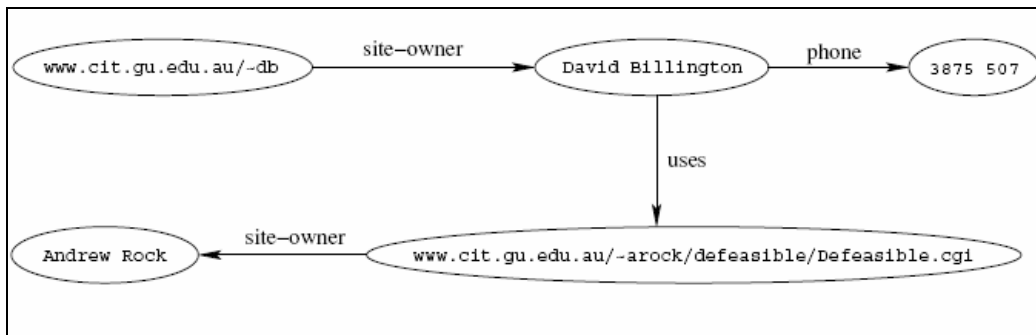 site-owner
www.cit.gu.edu.au/~db
David Billington
phone
3875 507
uses
site-owner
Andrew Rock
www.cit.gu.edu.au/~arock/defeasible/Defeasible.cgi